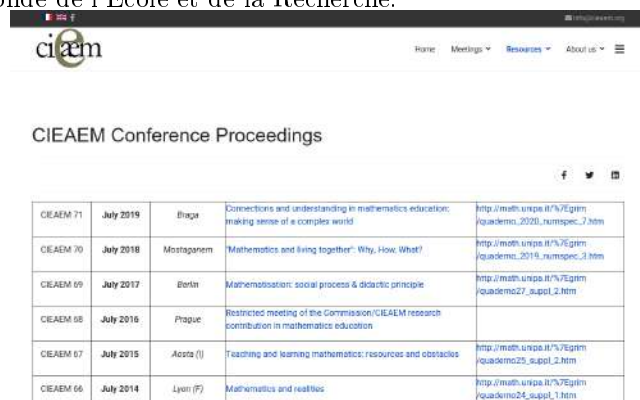 onde de l'École et de la Recherche.
info@cieaem.org
cieæm
Home Meetings Resources About us
CIEAEM Conference Proceedings
CIEAEM 71 July 2019 Braga Connections and understanding in mathematics education: http://math.unipa.it/%7Egrim
making sense of a complex world /quaderno_2020_numspec_7.htm
CIEAEM 70 July 2018 Mostaganem "Mathematics and living together": Why, How, What? http://math.unipa.it/%7Egrim
/quaderno_2019_numspec_3.htm
CIEAEM 69 July 2017 Berlin Mathematisation: social process & didactic principle http://math.unipa.it/%7Egrim
/quaderno27_suppl_2.htm
CIEAEM 68 July 2016 Prague Restricted meeting of the Commission/CIEAEM research
contribution in mathematics education
CIEAEM 67 July 2015 Aosta (I) Teaching and learning mathematics: resources and obstacles http://math.unipa.it/%7Egrim
/quaderno25_suppl_2.htm
CIEAEM 66 July 2014 Lyon (F) Mathematics and realities http://math.unipa.it/%7Egrim
/quaderno24_suppl_1.htm